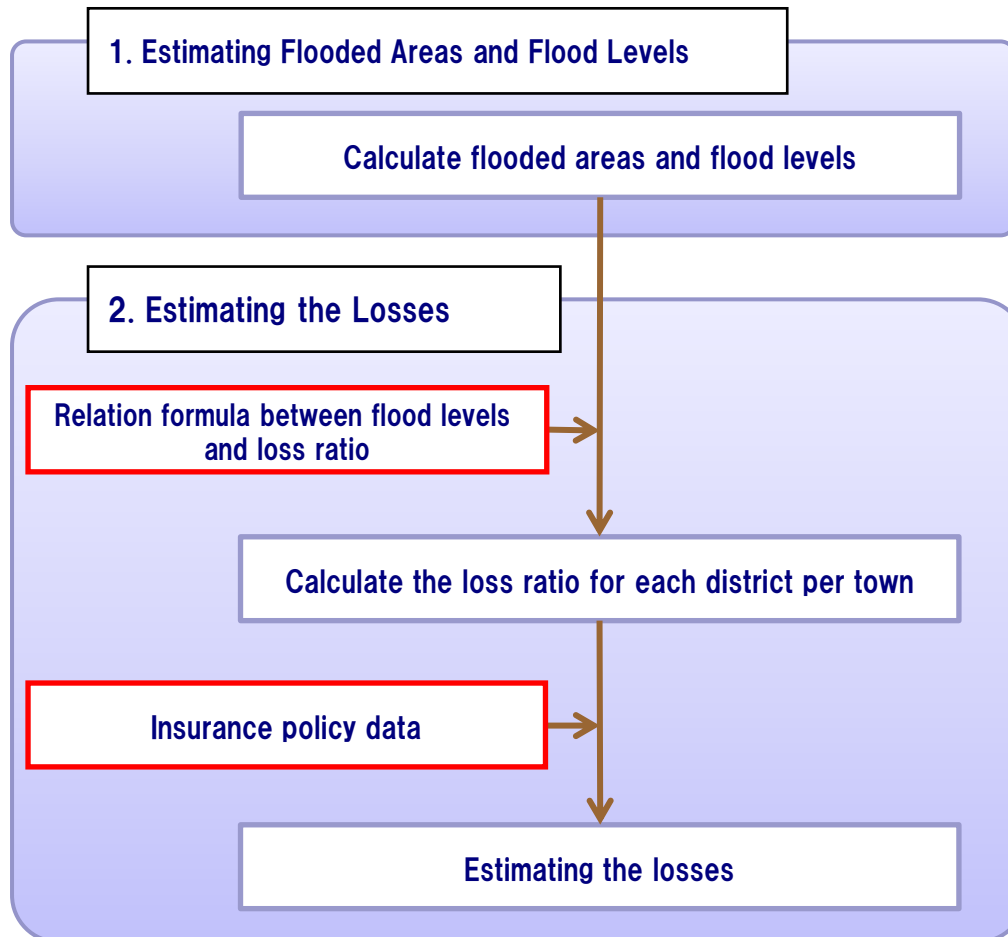 1. Estimating Flooded Areas and Flood Levels
Calculate flooded areas and flood levels
2. Estimating the Losses
Relation formula between flood levels
and loss ratio
Calculate the loss ratio for each district per town
Insurance policy data
Estimating the losses